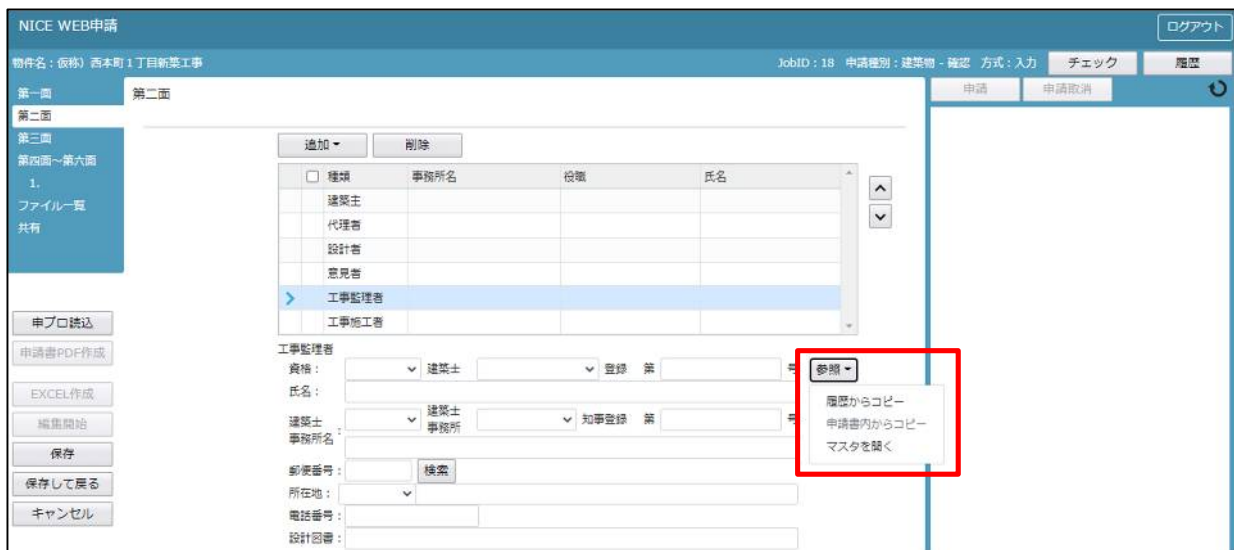 NICE WEB申請
ログアウト
物件名：仮称）西本町１丁目新築工事
JobID：18 申請種別：建築物 - 確認 方式：入力
チェック
履歴
第一面
第二面
第三面
第四面～第六面
1.
ファイル一覧
共有
第二面
申請
申請取消
追加
削除
種類 事務所名 役職 氏名
建築主
代理者
設計者
意見者
工事監理者
工事施工者
申プロ読込
申請書PDF作成
EXCEL作成
編集開始
保存
保存して戻る
キャンセル
工事監理者
資格： 建築士 登録 第 号
参照
氏名：
履歴からコピー
申請書内からコピー
マスタを開く
建築士事務所名： 建築士事務所 知事登録 第 号
郵便番号： 検索
所在地：
電話番号：
設計図書：